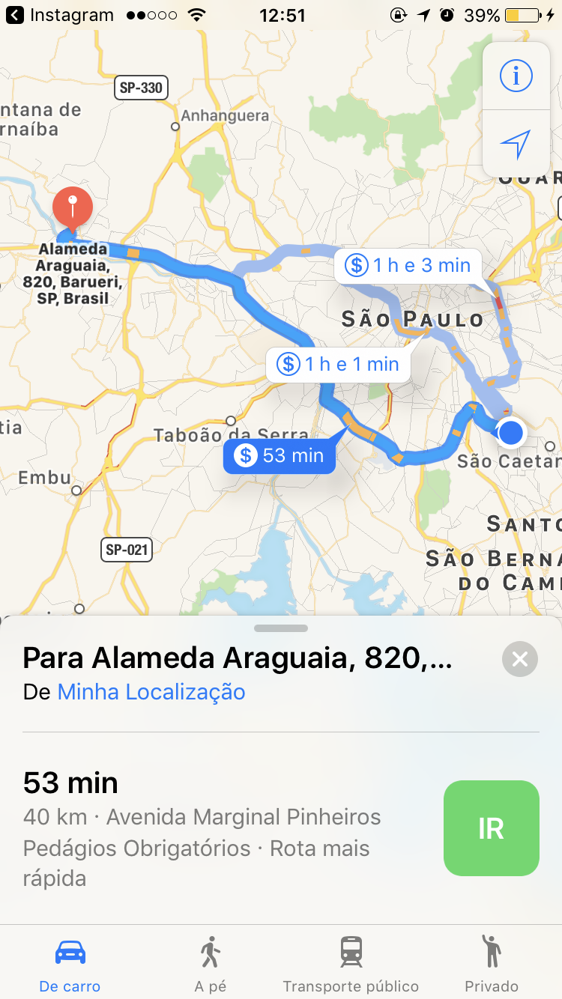 Instagram 12:51 39%
SP-330
ntana de
rnaíba
Anhanguera
Alameda
Araguaia,
820, Barueri,
SP, Brasil
$ 1 h e 3 min
SÃO PAULO
$ 1 h e 1 min
tia
Taboão da Serra
$ 53 min
São Caetan
Embu
SANTO
SP-021
SÃO BERNA
DO CAM
Para Alameda Araguaia, 820,...
De Minha Localização
53 min
40 km · Avenida Marginal Pinheiros
Pedágios Obrigatórios · Rota mais
rápida
IR
De carro A pé Transporte público Privado